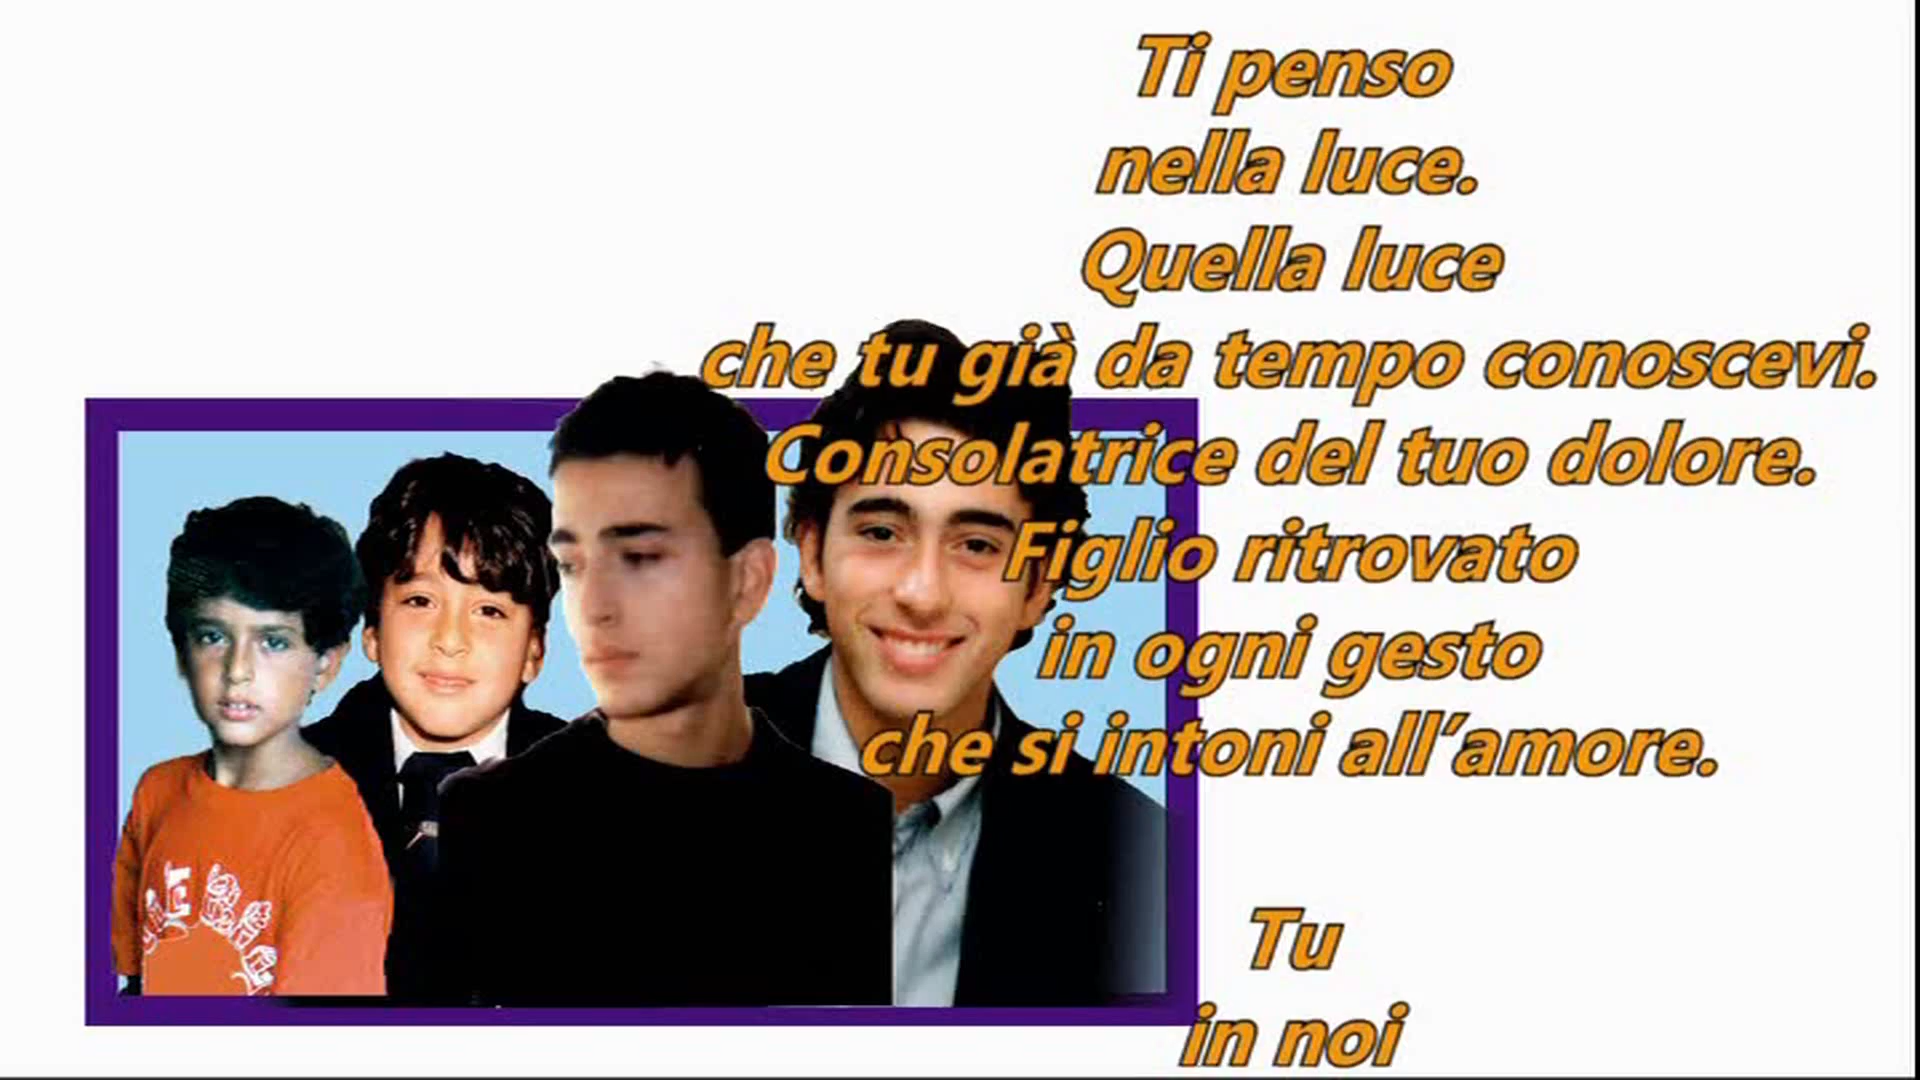 Ti penso
nella luce.
Quella luce
che tu già da tempo conoscevi.
Consolatrice del tuo dolore.
Figlio ritrovato
in ogni gesto
che si intoni all’amore.
Tu
in noi